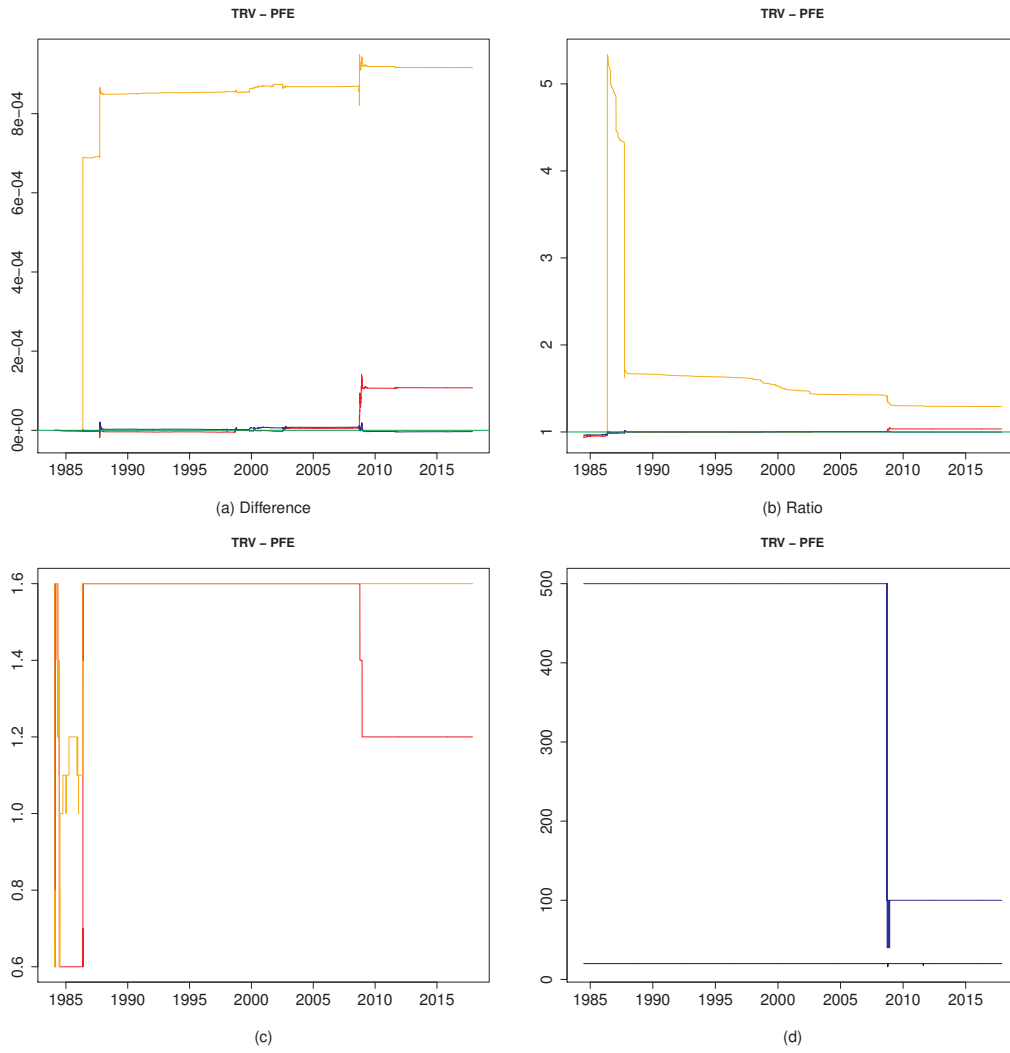 TRV − PFE
TRV − PFE
8e−04
6e−04
4e−04
2e−04
0e+00
1985 1990 1995 2000 2005 2010 2015
5
4
3
2
1
1985 1990 1995 2000 2005 2010 2015
(a) Difference
(b) Ratio
TRV − PFE
TRV − PFE
1.6
1.4
1.2
1.0
0.8
0.6
1985 1990 1995 2000 2005 2010 2015
500
400
300
200
100
0
1985 1990 1995 2000 2005 2010 2015
(c)
(d)